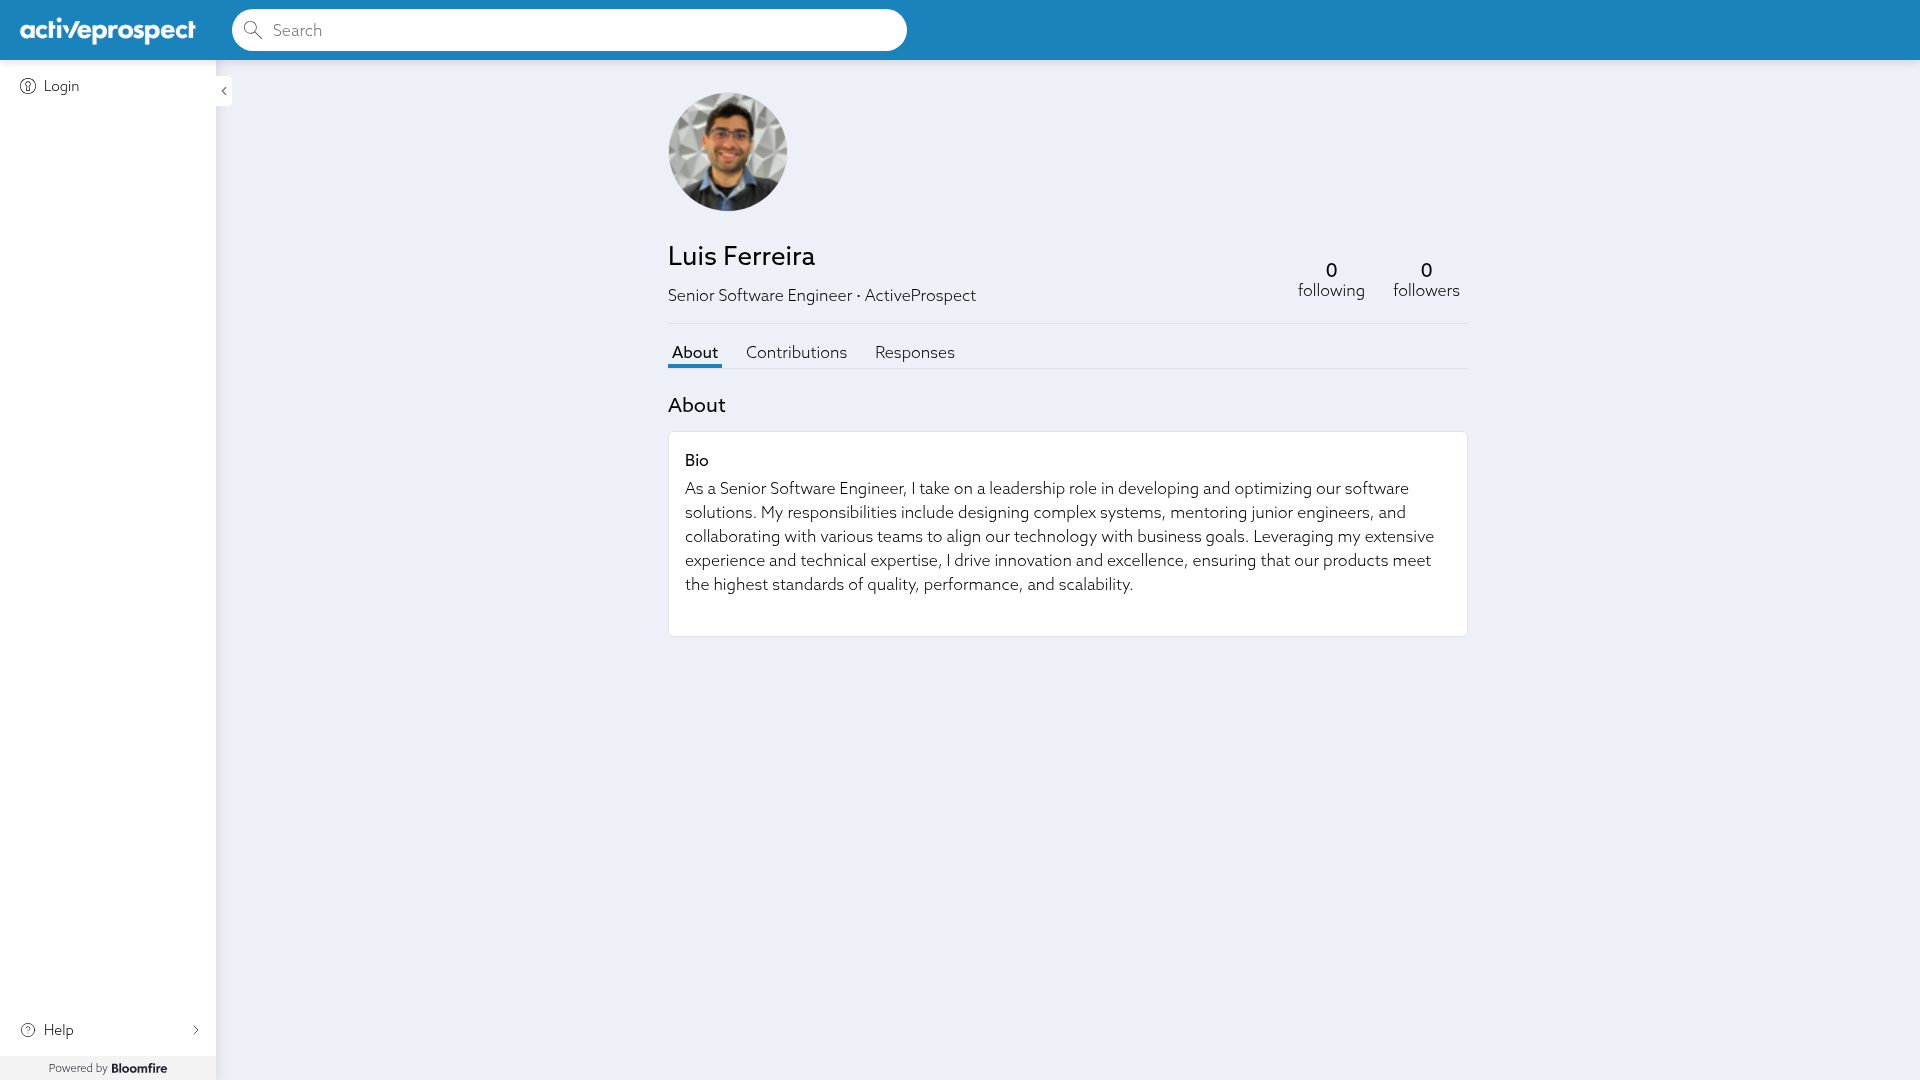 activeprospect
Search
Login
Luis Ferreira
Senior Software Engineer · ActiveProspect
0
following
0
followers
About
Contributions
Responses
About
Bio
As a Senior Software Engineer, I take on a leadership role in developing and optimizing our software
solutions. My responsibilities include designing complex systems, mentoring junior engineers, and
collaborating with various teams to align our technology with business goals. Leveraging my extensive
experience and technical expertise, I drive innovation and excellence, ensuring that our products meet
the highest standards of quality, performance, and scalability.
Help
Powered by Bloomfire